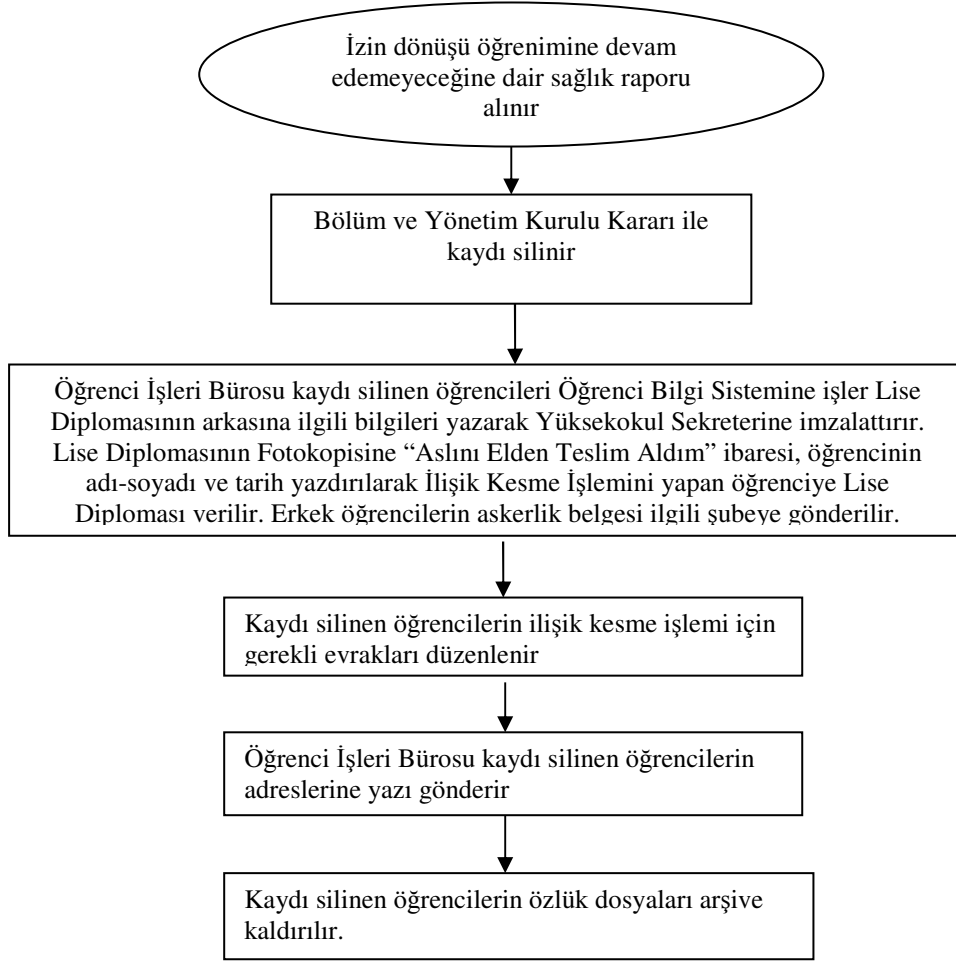 İzin dönüşü öğrenimine devam
edemeyeceğine dair sağlık raporu
alınır
Bölüm ve Yönetim Kurulu Kararı ile
kaydı silinir
Öğrenci İşleri Bürosu kaydı silinen öğrencileri Öğrenci Bilgi Sistemine işler Lise
Diplomasının arkasına ilgili bilgileri yazarak Yüksekokul Sekreterine imzalattırır.
Lise Diplomasının Fotokopisine “Aslını Elden Teslim Aldım” ibaresi, öğrencinin
adı-soyadı ve tarih yazdırılarak İlişik Kesme İşlemini yapan öğrenciye Lise
Diploması verilir. Erkek öğrencilerin askerlik belgesi ilgili şubeye gönderilir.
Kaydı silinen öğrencilerin ilişik kesme işlemi için
gerekli evrakları düzenlenir
Öğrenci İşleri Bürosu kaydı silinen öğrencilerin
adreslerine yazı gönderir
Kaydı silinen öğrencilerin özlük dosyaları arşive
kaldırılır.